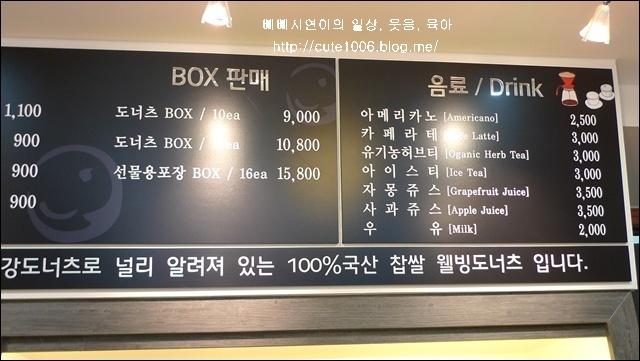 삐삐시연이의 일상, 웃음, 육아
http://cute1006.blog.me/
BOX 판매
1,100
900
900
900
도너츠 BOX / 10ea 9,000
도너츠 BOX / 9ea 10,800
선물용포장 BOX / 16ea 15,800
음료 / Drink
아메리카노 [Americano] 2,500
카페라테 Latte] 3,000
유기농허브티 [Oganic Herb Tea] 3,000
아이스티 [Ice Tea] 3,000
자몽쥬스 [Grapefruit Juice] 3,500
사과쥬스 [Apple Juice] 3,500
우유 [Milk] 2,000
강도너츠로 널리 알려져 있는 100%국산 찹쌀 웰빙도너츠 입니다.